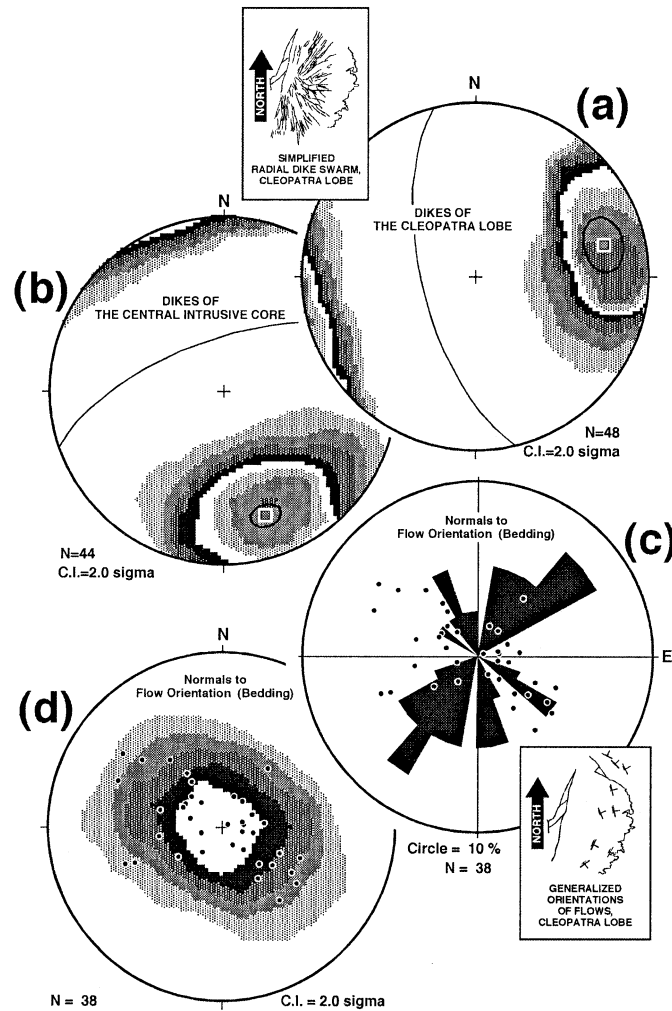 NORTH
SIMPLIFIED
RADIAL DIKE SWARM,
CLEOPATRA LOBE
N
(a)
DIKES OF
THE CLEOPATRA LOBE
N=48
C.I.=2.0 sigma
N
(b)
DIKES OF
THE CENTRAL INTRUSIVE CORE
N=44
C.I.=2.0 sigma
(c)
Normals to
Flow Orientation (Bedding)
E
Circle = 10 %
N = 38
N
(d)
Normals to
Flow Orientation (Bedding)
N = 38
C.I. = 2.0 sigma
NORTH
GENERALIZED
ORIENTATIONS
OF FLOWS,
CLEOPATRA LOBE